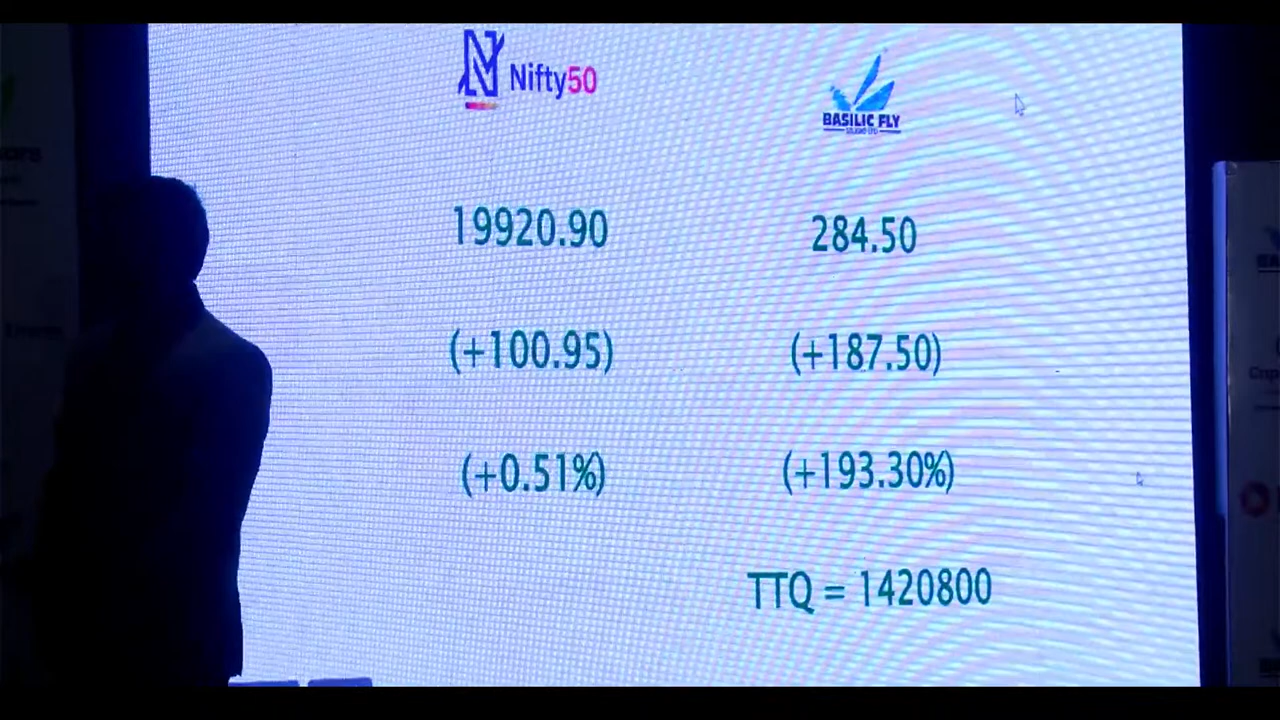 Nifty50
BASILIC FLY
19920.90
284.50
(+100.95)
(+187.50)
(+0.51%)
(+193.30%)
TTQ = 1420800